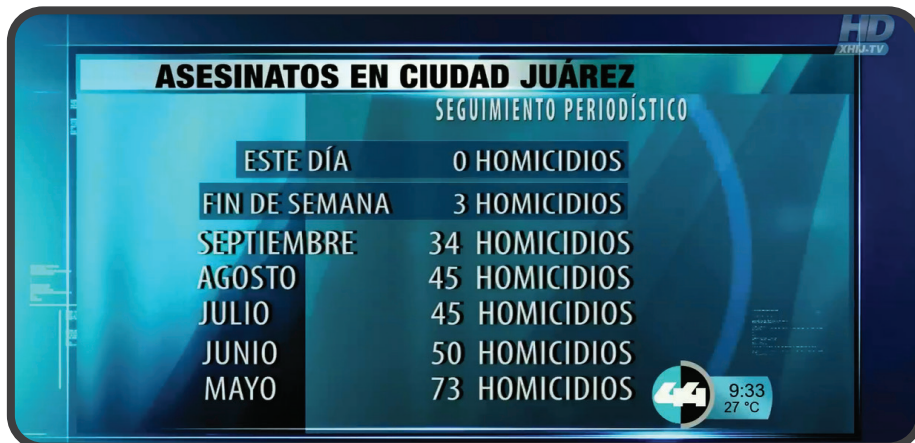 HD
XHIJ-TV
ASESINATOS EN CIUDAD JUÁREZ
SEGUIMIENTO PERIODÍSTICO
ESTE DÍA 0 HOMICIDIOS
FIN DE SEMANA 3 HOMICIDIOS
SEPTIEMBRE 34 HOMICIDIOS
AGOSTO 45 HOMICIDIOS
JULIO 45 HOMICIDIOS
JUNIO 50 HOMICIDIOS
MAYO 73 HOMICIDIOS
44 9:33
27 °C